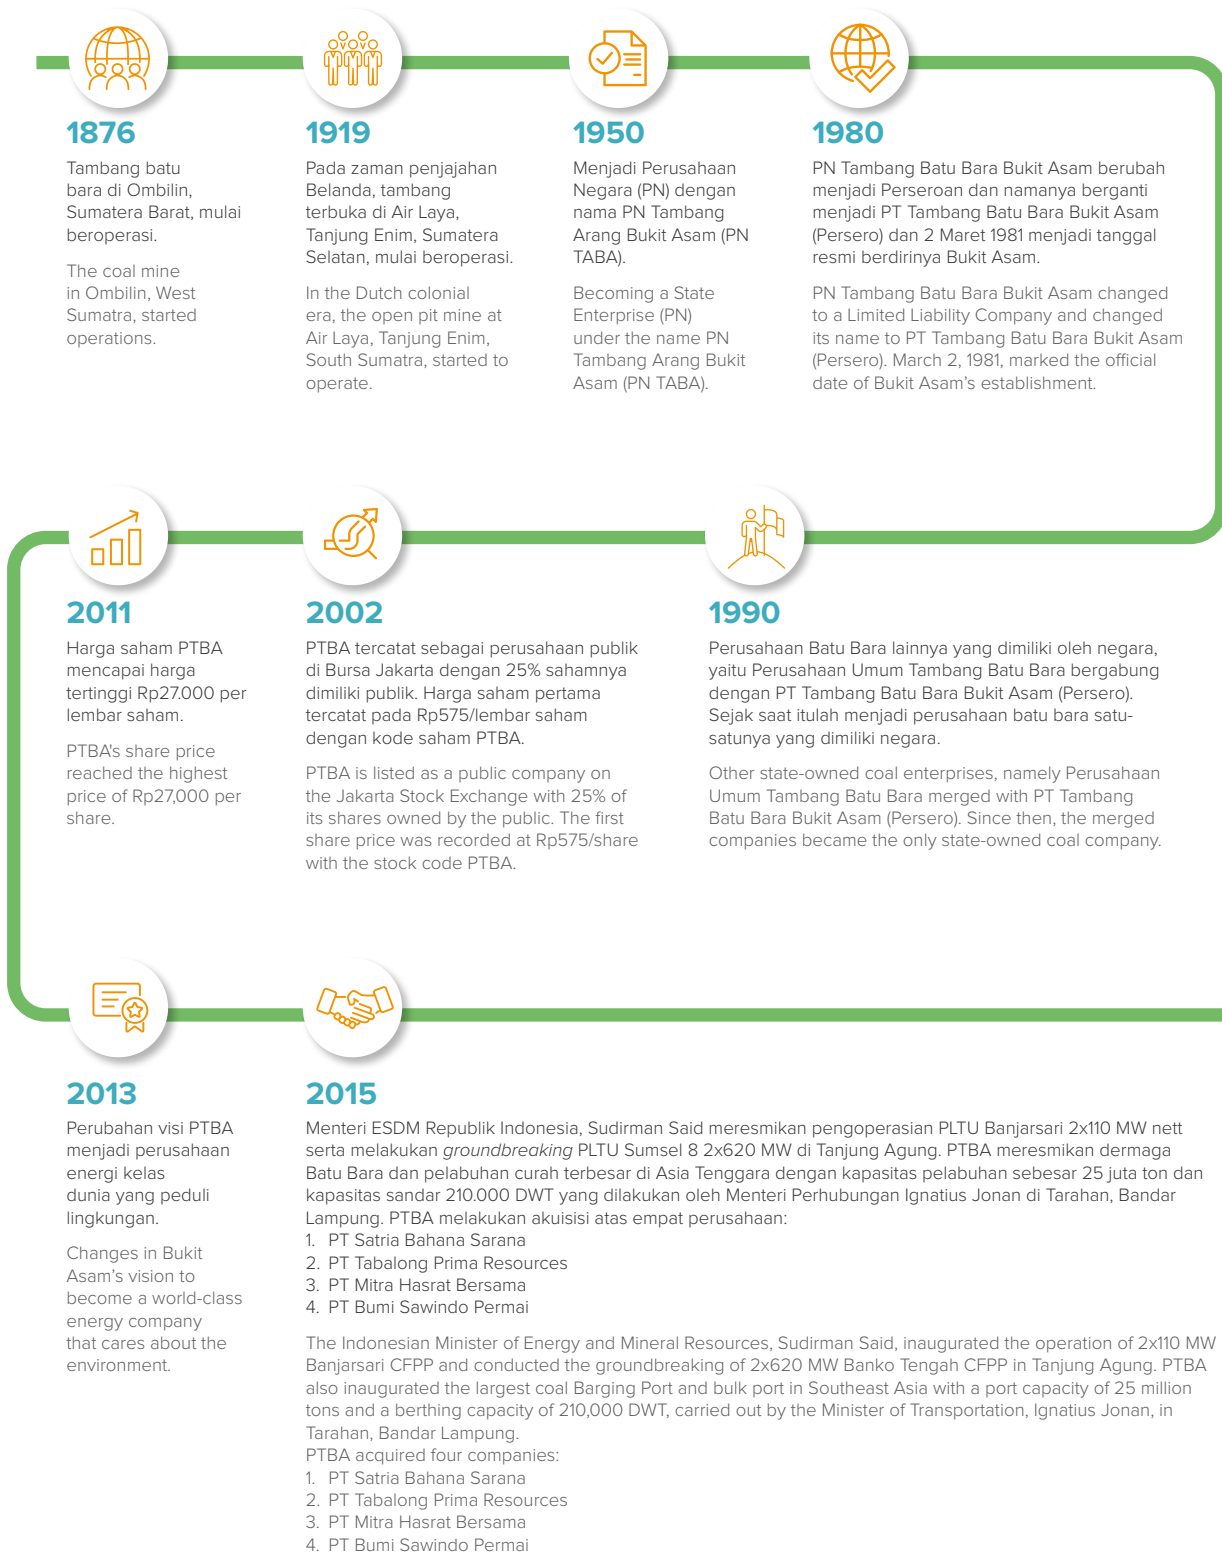 1876
Tambang batu
bara di Ombilin,
Sumatera Barat, mulai
beroperasi.
The coal mine
in Ombilin, West
Sumatra, started
operations.
1919
Pada zaman penjajahan
Belanda, tambang
terbuka di Air Laya,
Tanjung Enim, Sumatera
Selatan, mulai beroperasi.
In the Dutch colonial
era, the open pit mine at
Air Laya, Tanjung Enim,
South Sumatra, started to
operate.
1950
Menjadi Perusahaan
Negara (PN) dengan
nama PN Tambang
Arang Bukit Asam (PN
TABA).
Becoming a State
Enterprise (PN)
under the name PN
Tambang Arang Bukit
Asam (PN TABA).
1980
PN Tambang Batu Bara Bukit Asam berubah
menjadi Perseroan dan namanya berganti
menjadi PT Tambang Batu Bara Bukit Asam
(Persero) dan 2 Maret 1981 menjadi tanggal
resmi berdirinya Bukit Asam.
PN Tambang Batu Bara Bukit Asam changed
to a Limited Liability Company and changed
its name to PT Tambang Batu Bara Bukit Asam
(Persero). March 2, 1981, marked the official
date of Bukit Asam's establishment.
2011
Harga saham PTBA
mencapai harga
tertinggi Rp27.000 per
lembar saham.
PTBA's share price
reached the highest
price of Rp27,000 per
share.
2002
PTBA tercatat sebagai perusahaan publik
di Bursa Jakarta dengan 25% sahamnya
dimiliki publik. Harga saham pertama
tercatat pada Rp575/lembar saham
dengan kode saham PTBA.
PTBA is listed as a public company on
the Jakarta Stock Exchange with 25% of
its shares owned by the public. The first
share price was recorded at Rp575/share
with the stock code PTBA.
1990
Perusahaan Batu Bara lainnya yang dimiliki oleh negara,
yaitu Perusahaan Umum Tambang Batu Bara bergabung
dengan PT Tambang Batu Bara Bukit Asam (Persero).
Sejak saat itulah menjadi perusahaan batu bara satu-
satunya yang dimiliki negara.
Other state-owned coal enterprises, namely Perusahaan
Umum Tambang Batu Bara merged with PT Tambang
Batu Bara Bukit Asam (Persero). Since then, the merged
companies became the only state-owned coal company.
2013
Perubahan visi PTBA
menjadi perusahaan
energi kelas
dunia yang peduli
lingkungan.
Changes in Bukit
Asam's vision to
become a world-class
energy company
that cares about the
environment.
2015
Menteri ESDM Republik Indonesia, Sudirman Said meresmikan pengoperasian PLTU Banjarsari 2x110 MW nett
serta melakukan groundbreaking PLTU Sumsel 8 2x620 MW di Tanjung Agung. PTBA meresmikan dermaga
Batu Bara dan pelabuhan curah terbesar di Asia Tenggara dengan kapasitas pelabuhan sebesar 25 juta ton dan
kapasitas sandar 210.000 DWT yang dilakukan oleh Menteri Perhubungan Ignatius Jonan di Tarahan, Bandar
Lampung. PTBA melakukan akuisisi atas empat perusahaan:
1. PT Satria Bahana Sarana
2. PT Tabalong Prima Resources
3. PT Mitra Hasrat Bersama
4. PT Bumi Sawindo Permai
The Indonesian Minister of Energy and Mineral Resources, Sudirman Said, inaugurated the operation of 2x110 MW
Banjarsari CFPP and conducted the groundbreaking of 2x620 MW Banko Tengah CFPP in Tanjung Agung. PTBA
also inaugurated the largest coal Barging Port and bulk port in Southeast Asia with a port capacity of 25 million
tons and a berthing capacity of 210,000 DWT, carried out by the Minister of Transportation, Ignatius Jonan, in
Tarahan, Bandar Lampung.
PTBA acquired four companies:
1. PT Satria Bahana Sarana
2. PT Tabalong Prima Resources
3. PT Mitra Hasrat Bersama
4. PT Bumi Sawindo Permai